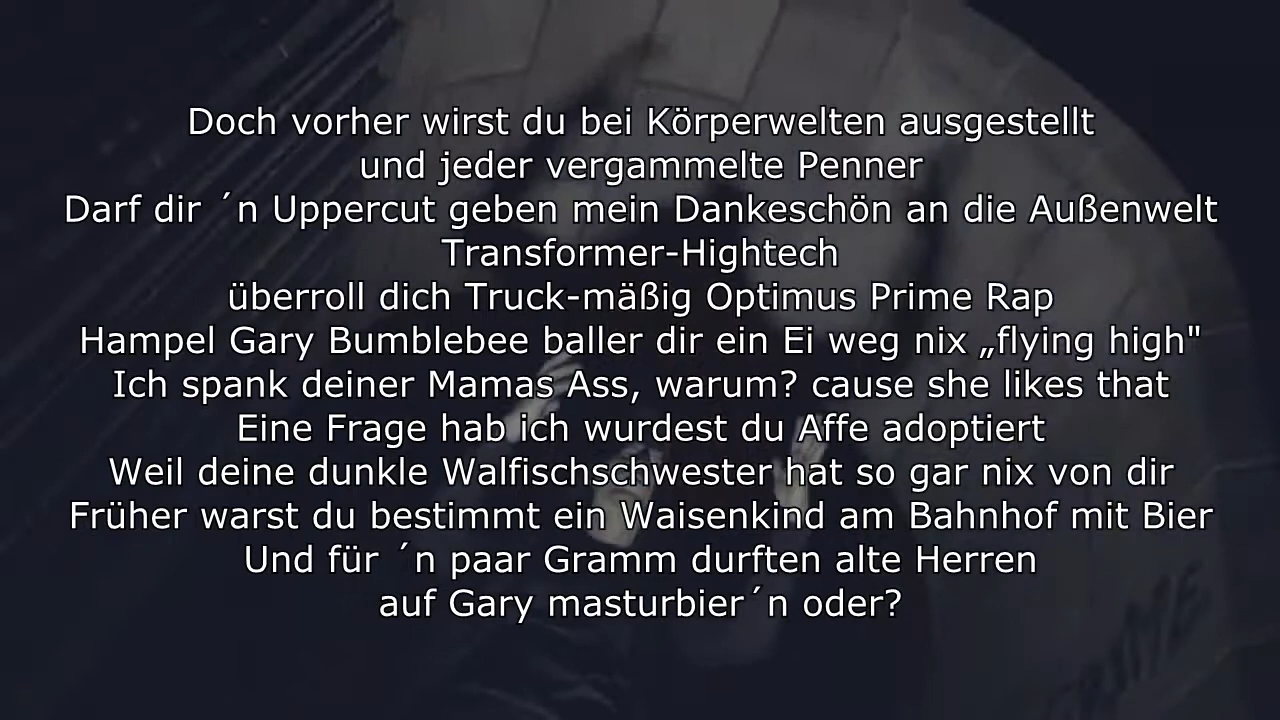 Doch vorher wirst du bei Körperwelten ausgestellt
und jeder vergammelte Penner
Darf dir ´n Uppercut geben mein Dankeschön an die Außenwelt
Transformer-Hightech
überroll dich Truck-mäßig Optimus Prime Rap
Hampel Gary Bumblebee baller dir ein Ei weg nix „flying high"
Ich spank deiner Mamas Ass, warum? cause she likes that
Eine Frage hab ich wurdest du Affe adoptiert
Weil deine dunkle Walfischschwester hat so gar nix von dir
Früher warst du bestimmt ein Waisenkind am Bahnhof mit Bier
Und für ´n paar Gramm durften alte Herren
auf Gary masturbier´n oder?